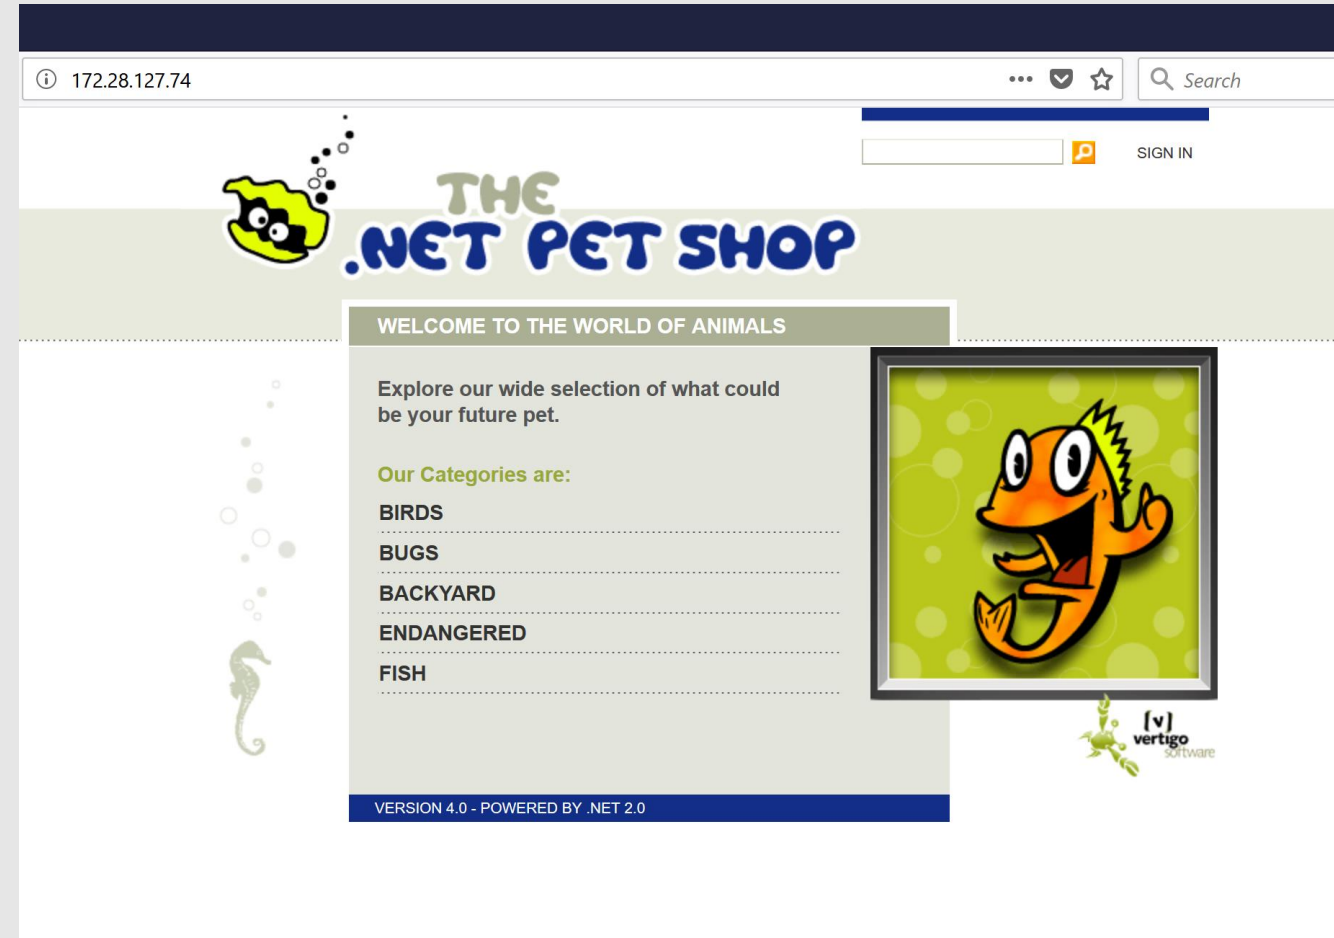 172.28.127.74
Search
SIGN IN
THE
.NET PET SHOP
WELCOME TO THE WORLD OF ANIMALS
Explore our wide selection of what could
be your future pet.
Our Categories are:
BIRDS
BUGS
BACKYARD
ENDANGERED
FISH
[v]
vertigo
software
VERSION 4.0 - POWERED BY .NET 2.0